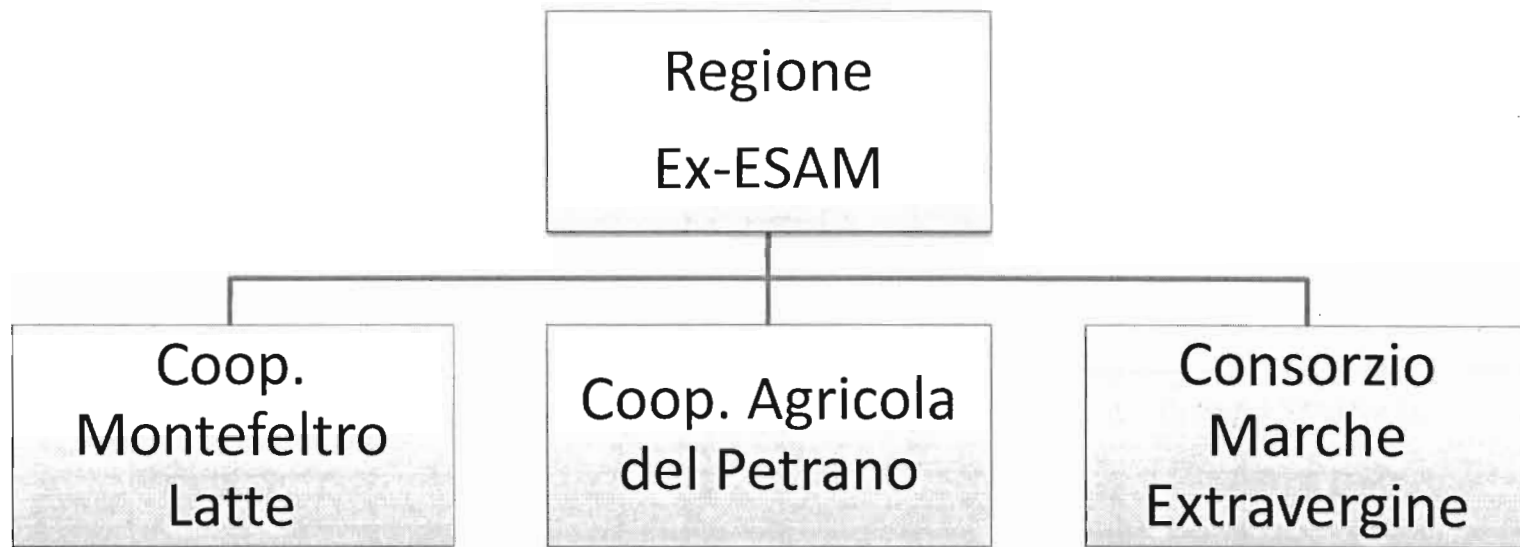 Regione
Ex-ESAM
Coop.
Montefeltro
Latte
Coop. Agricola
del Petrano
Consorzio
Marche
Extravergine